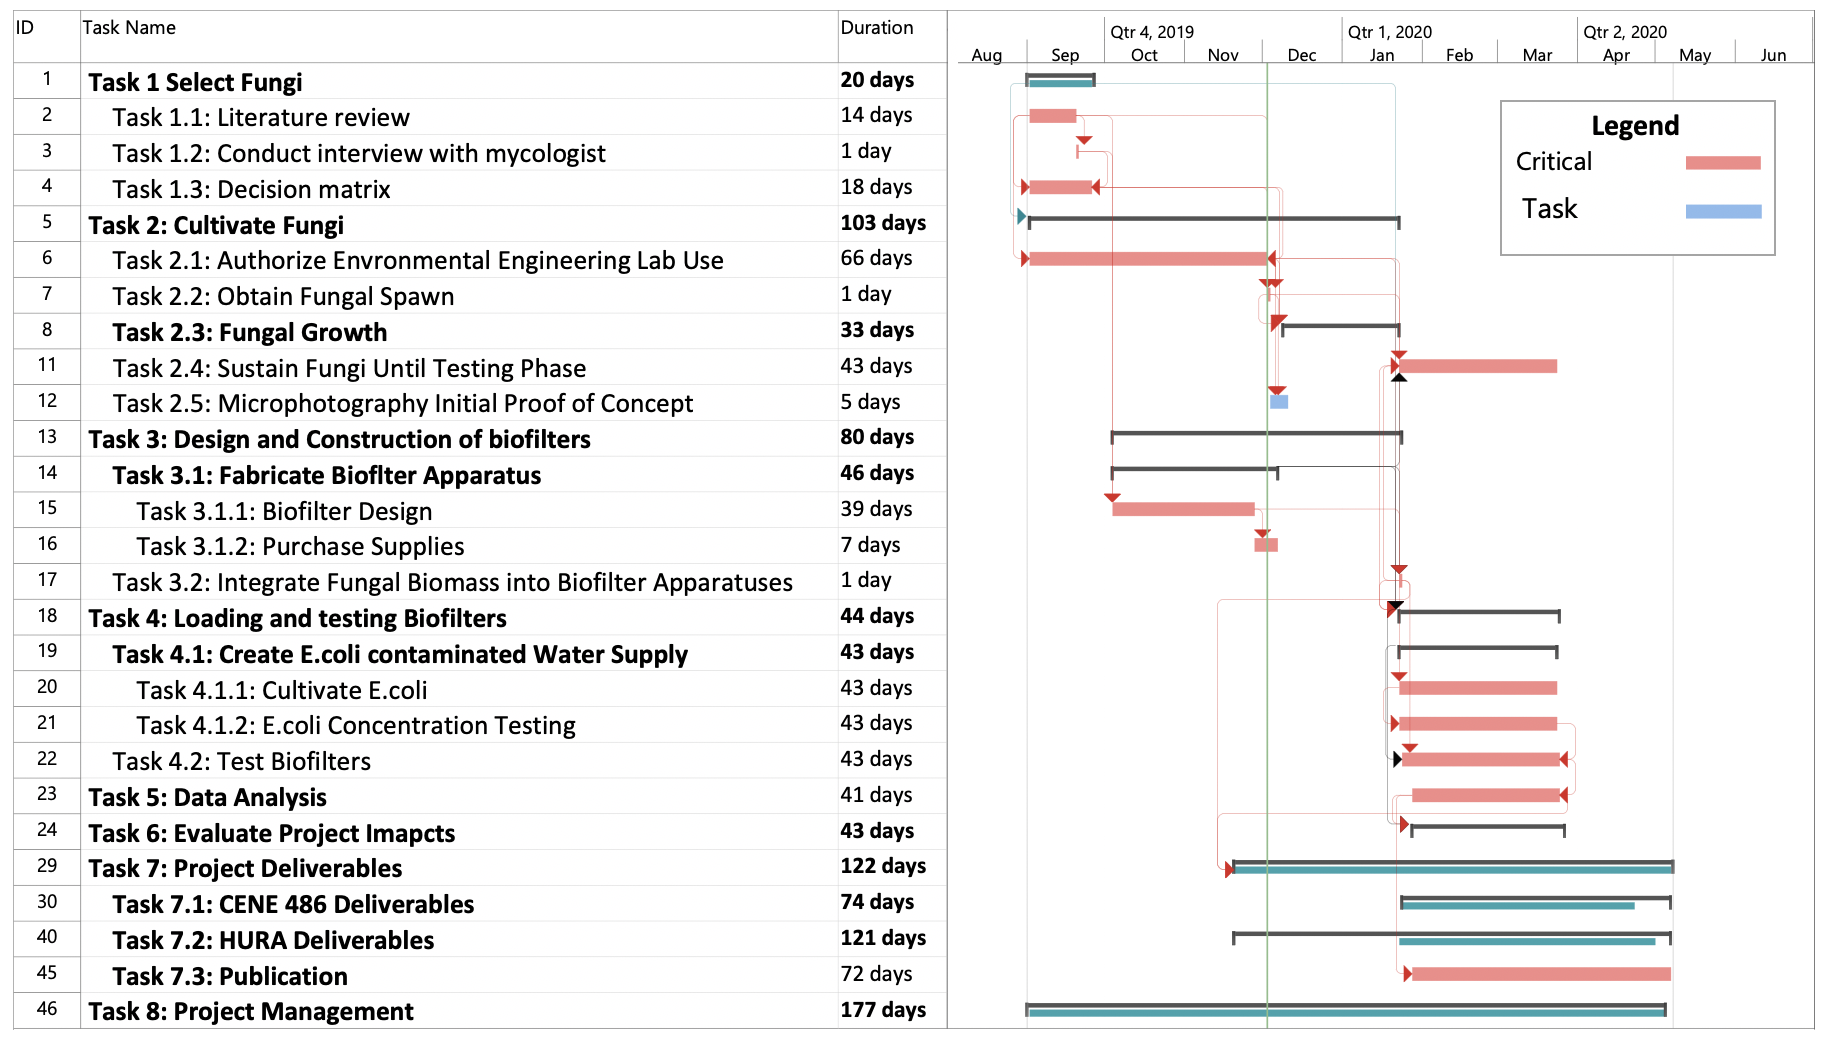 ID Task Name Duration
Qtr 4, 2019 Qtr 1, 2020 Qtr 2, 2020
Aug Sep Oct Nov Dec Jan Feb Mar Apr May Jun
1 Task 1 Select Fungi 20 days
2 Task 1.1: Literature review 14 days
3 Task 1.2: Conduct interview with mycologist 1 day
4 Task 1.3: Decision matrix 18 days
5 Task 2: Cultivate Fungi 103 days
6 Task 2.1: Authorize Envronmental Engineering Lab Use 66 days
7 Task 2.2: Obtain Fungal Spawn 1 day
8 Task 2.3: Fungal Growth 33 days
11 Task 2.4: Sustain Fungi Until Testing Phase 43 days
12 Task 2.5: Microphotography Initial Proof of Concept 5 days
13 Task 3: Design and Construction of biofilters 80 days
14 Task 3.1: Fabricate Bioflter Apparatus 46 days
15 Task 3.1.1: Biofilter Design 39 days
16 Task 3.1.2: Purchase Supplies 7 days
17 Task 3.2: Integrate Fungal Biomass into Biofilter Apparatuses 1 day
18 Task 4: Loading and testing Biofilters 44 days
19 Task 4.1: Create E.coli contaminated Water Supply 43 days
20 Task 4.1.1: Cultivate E.coli 43 days
21 Task 4.1.2: E.coli Concentration Testing 43 days
22 Task 4.2: Test Biofilters 43 days
23 Task 5: Data Analysis 41 days
24 Task 6: Evaluate Project Imapcts 43 days
29 Task 7: Project Deliverables 122 days
30 Task 7.1: CENE 486 Deliverables 74 days
40 Task 7.2: HURA Deliverables 121 days
45 Task 7.3: Publication 72 days
46 Task 8: Project Management 177 days
Legend
Critical
Task